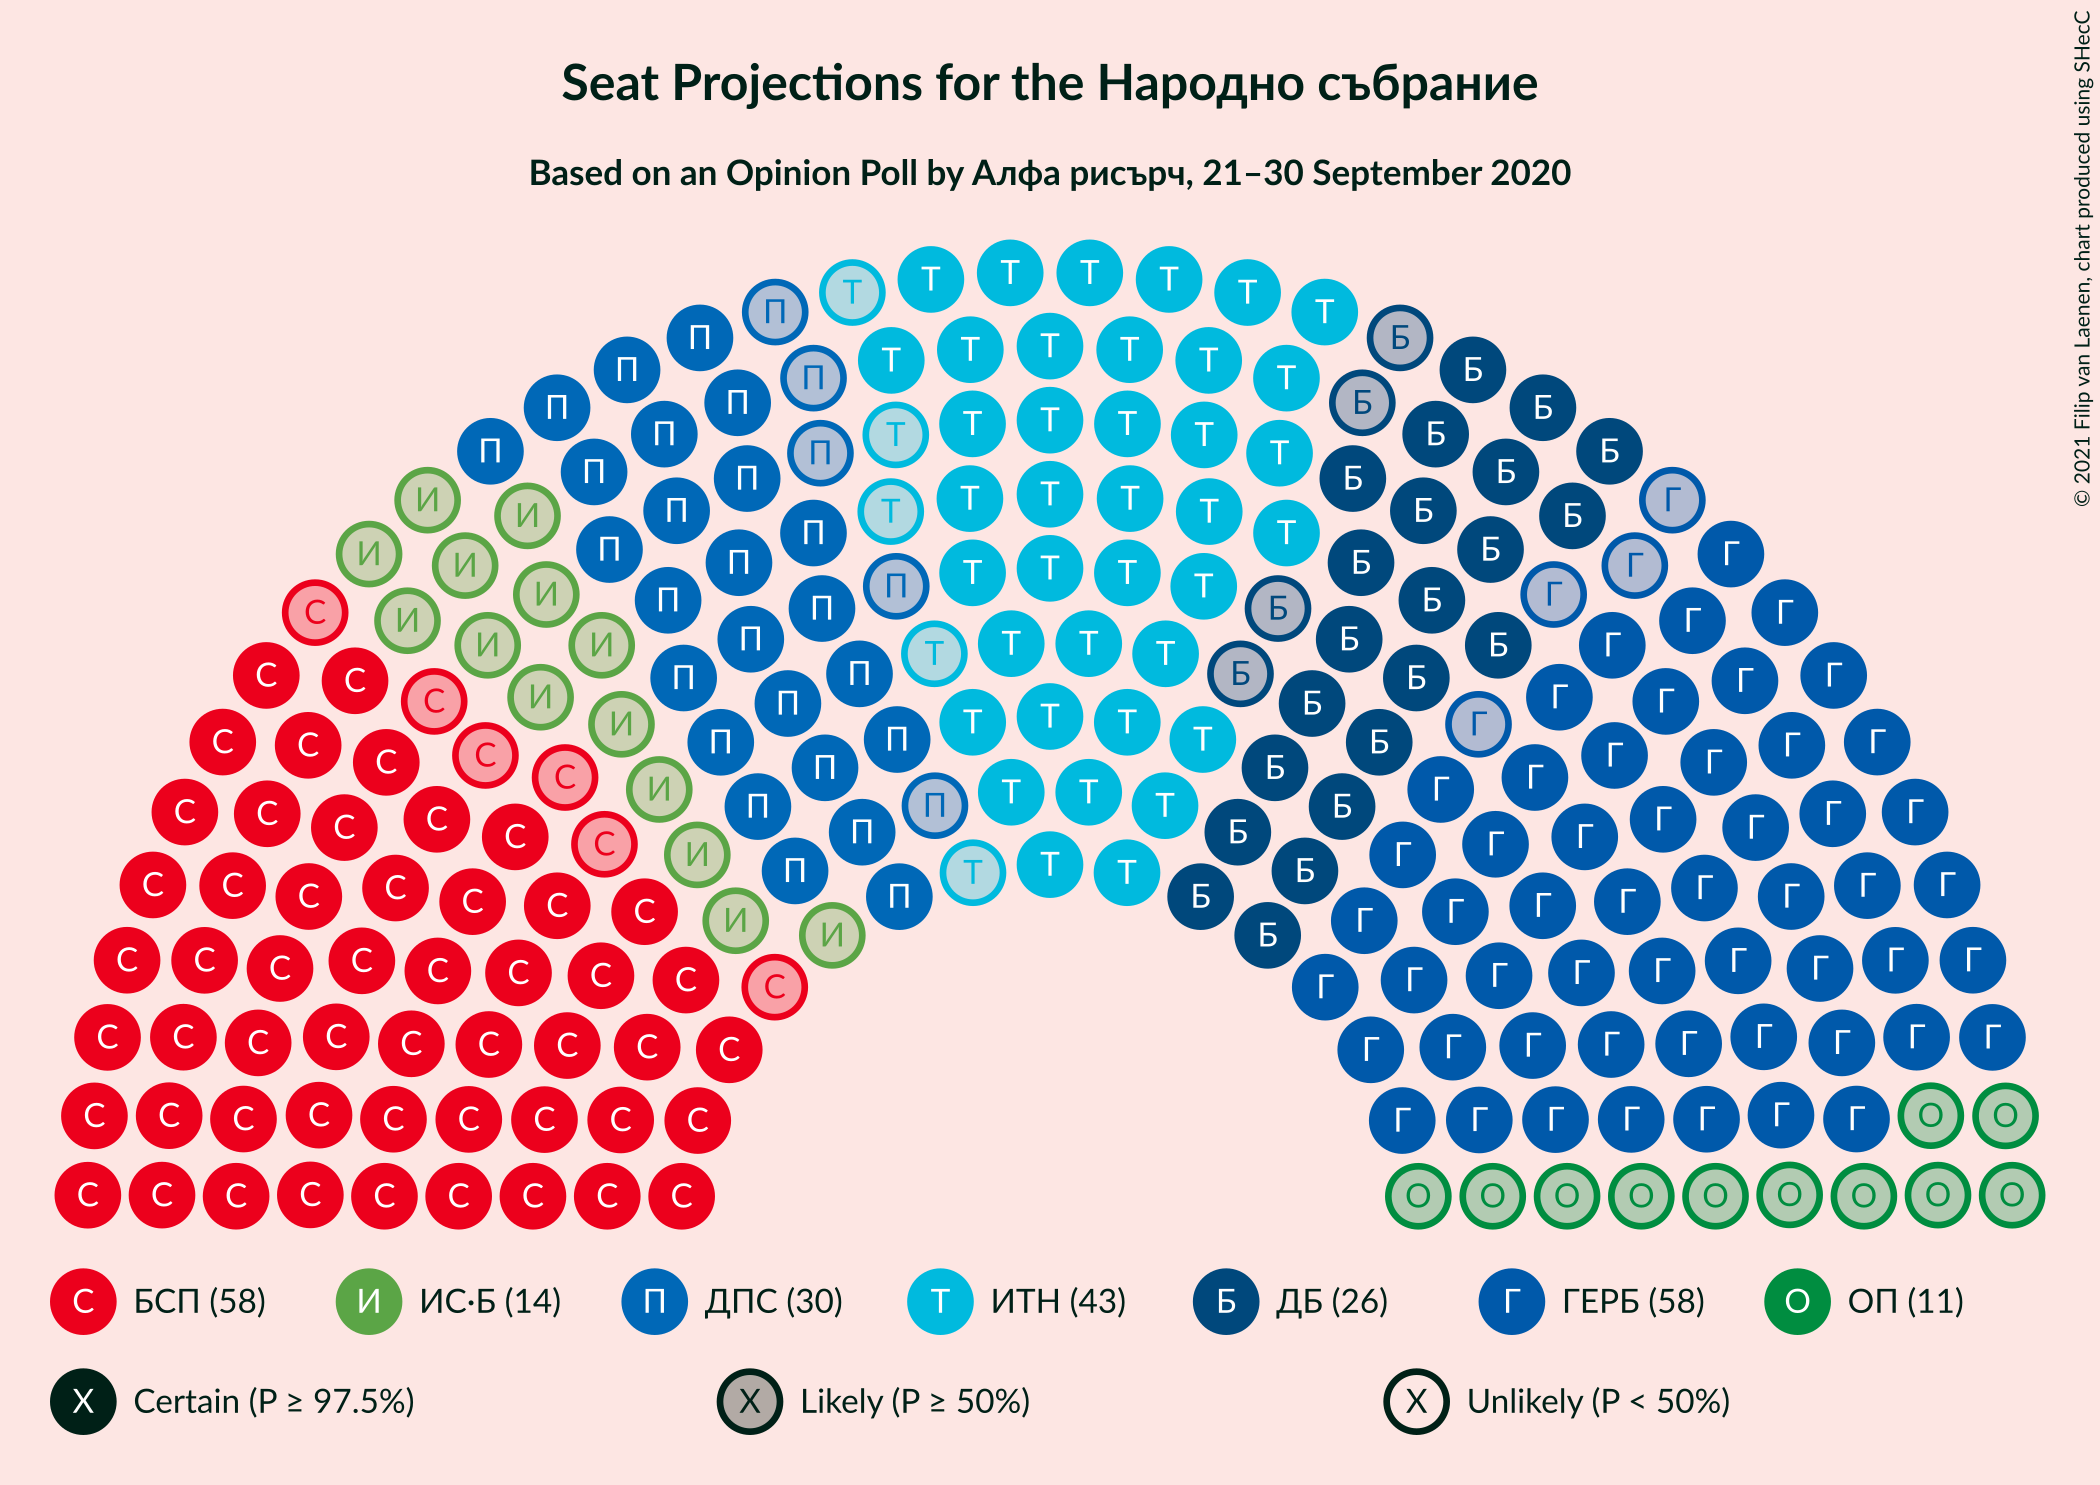 Seat Projections for the Народно събрание
Based on an Opinion Poll by Алфа рисърч, 21–30 September 2020
© 2021 Filip van Laenen, chart produced using SHecC
С БСП (58) И ИС·Б (14) П ДПС (30) Т ИТН (43) Б ДБ (26) Г ГЕРБ (58) О ОП (11)
X Certain (P ≥ 97.5%) X Likely (P ≥ 50%) X Unlikely (P < 50%)